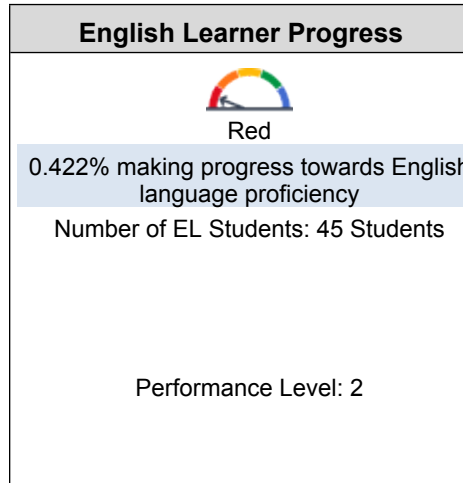 English Learner Progress
Red
0.422% making progress towards English
language proficiency
Number of EL Students: 45 Students
Performance Level: 2